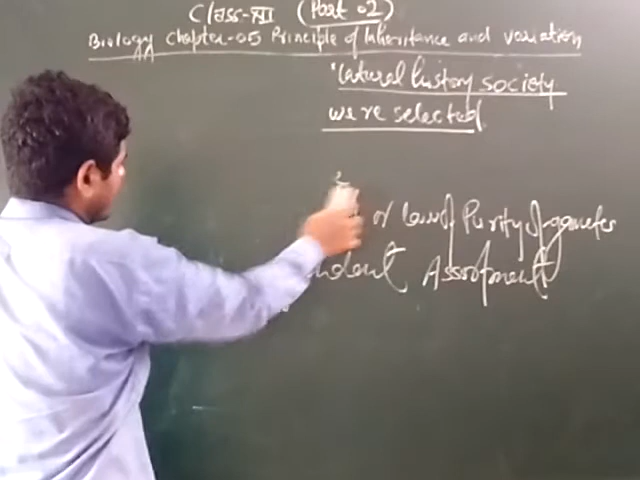 Class-XII (Part 02)
Biology Chapter-05 Principle of Inheritance and variation
Natural history society
were selected
or law of Purity of gametes
ndent Assortment